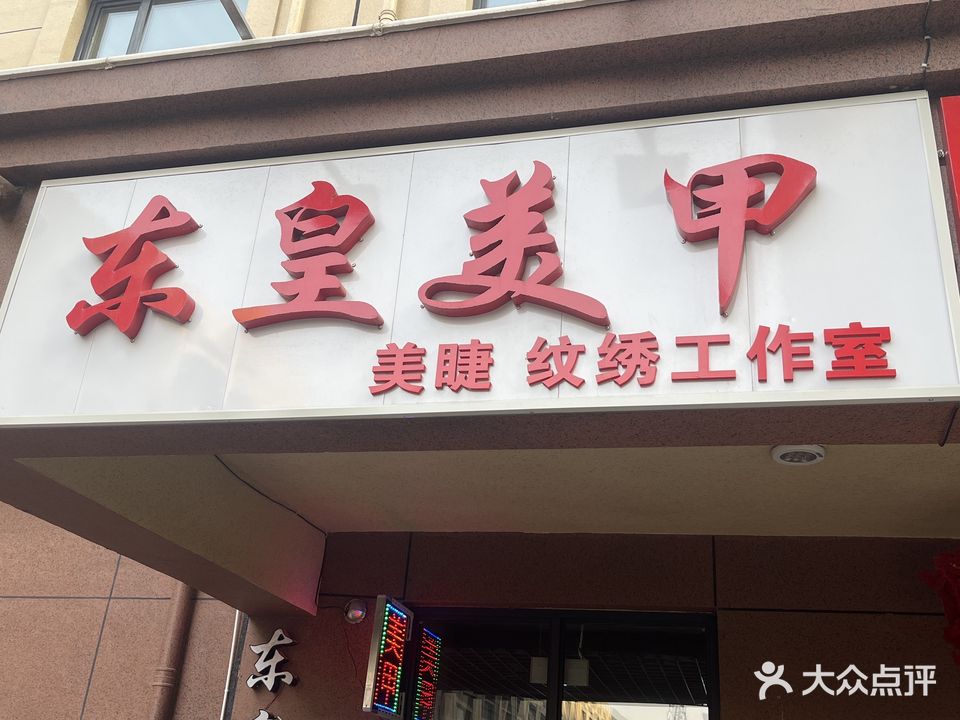 东皇美甲
美睫 纹绣工作室
东
大众点评